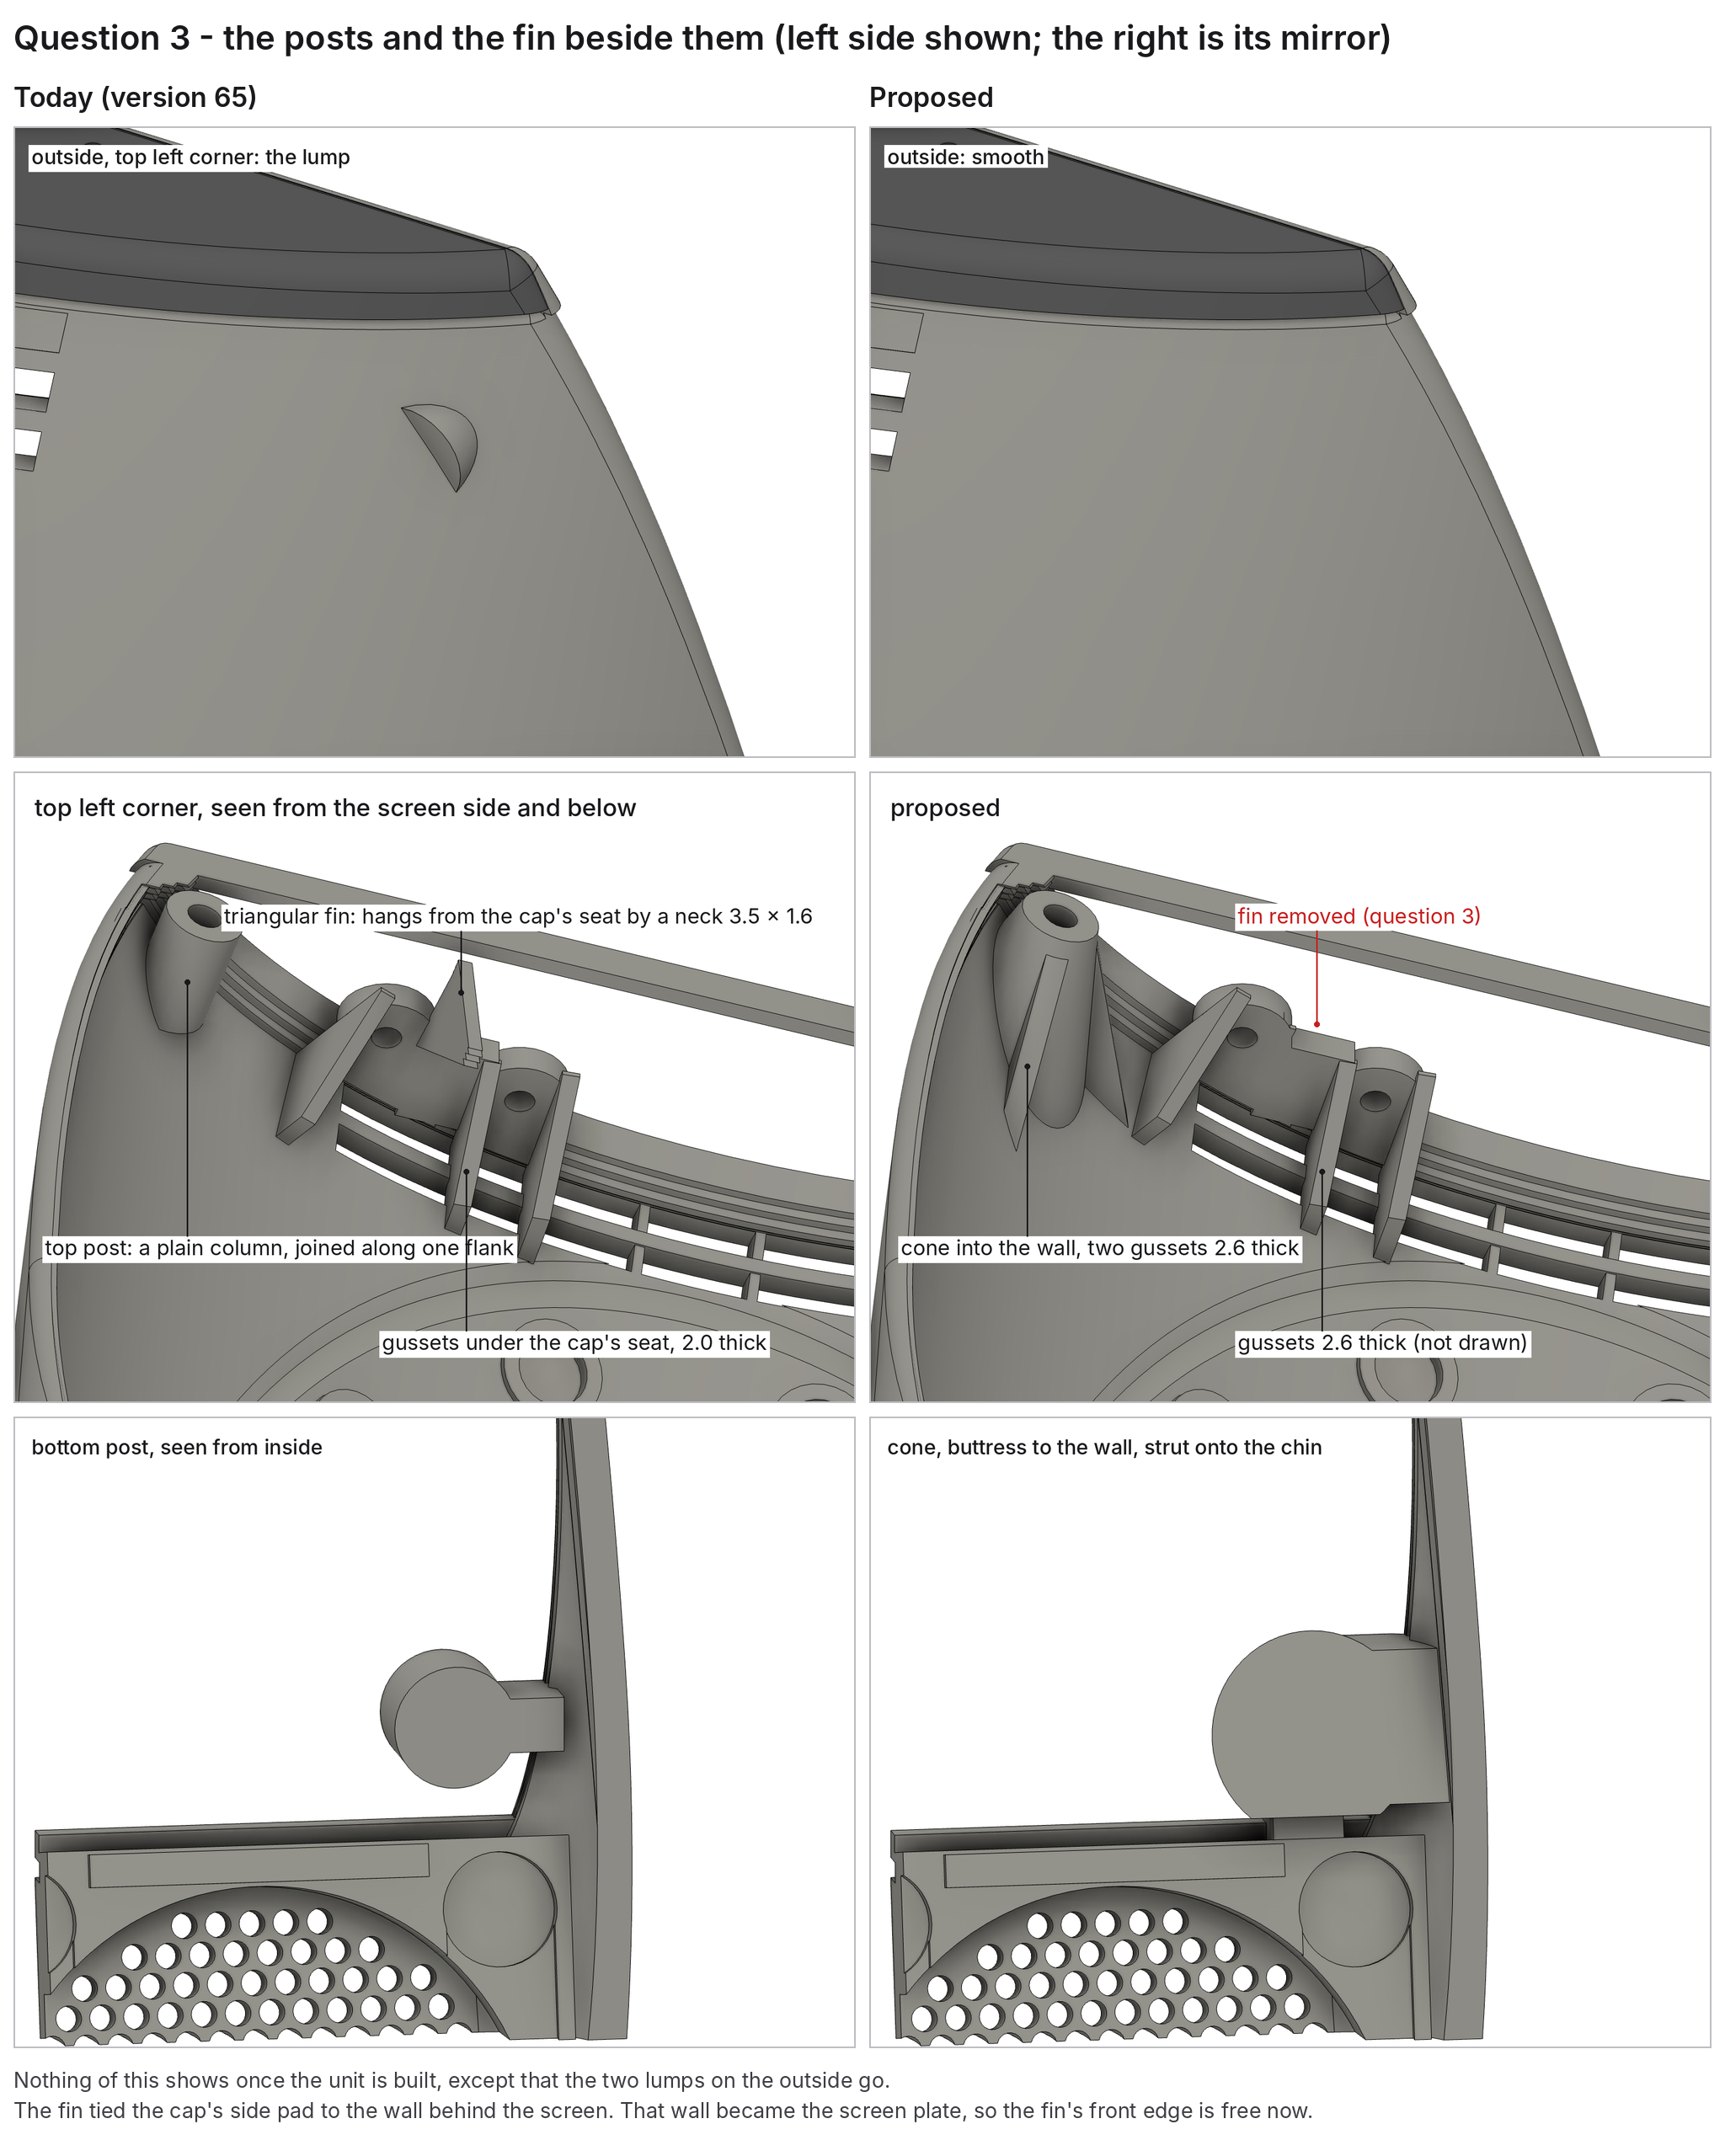 Question 3 - the posts and the fin beside them (left side shown; the right is its mirror)
Today (version 65)
Proposed
outside, top left corner: the lump
outside: smooth
top left corner, seen from the screen side and below
proposed
triangular fin: hangs from the cap's seat by a neck 3.5 × 1.6
fin removed (question 3)
top post: a plain column, joined along one flank
cone into the wall, two gussets 2.6 thick
gussets under the cap's seat, 2.0 thick
gussets 2.6 thick (not drawn)
bottom post, seen from inside
cone, buttress to the wall, strut onto the chin
Nothing of this shows once the unit is built, except that the two lumps on the outside go.
The fin tied the cap's side pad to the wall behind the screen. That wall became the screen plate, so the fin's front edge is free now.